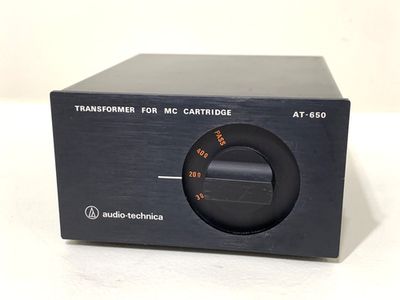 TRANSFORMER FOR MC CARTRIDGE
AT-650
PASS
40Ω
20Ω
3Ω
audio-technica